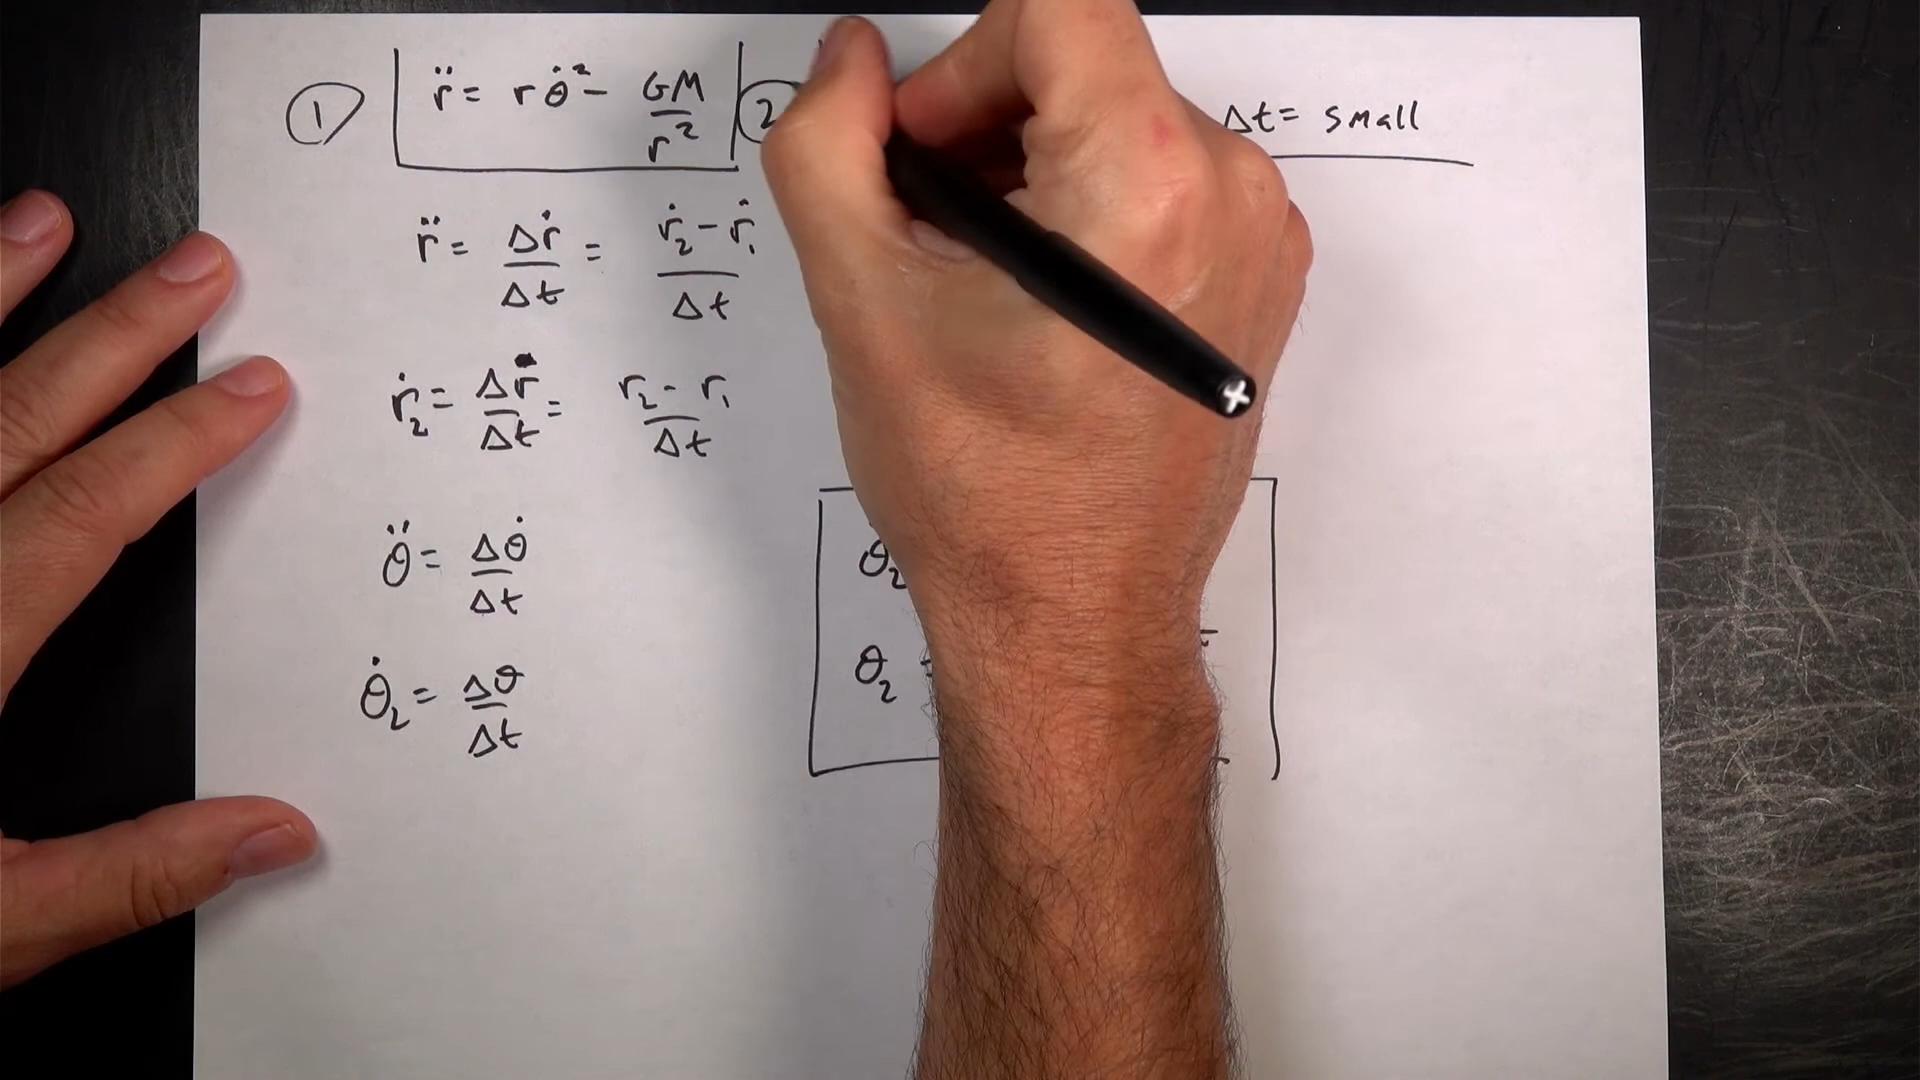 ① r̈ = rθ̇² − GM/r² ② Δt = small
r̈ = Δṙ/Δt = (ṙ₂ − ṙ₁)/Δt
ṙ₂ = Δr/Δt = (r₂ − r₁)/Δt
θ̈ = Δθ̇/Δt
θ₂
θ̇₂ = Δθ/Δt
θ₂